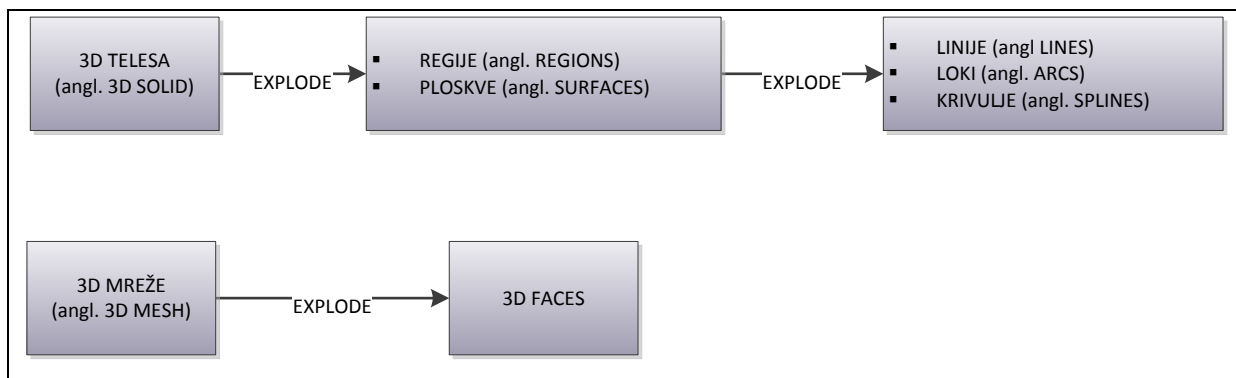 3D TELESA
(angl. 3D SOLID)
EXPLODE
▪ REGIJE (angl. REGIONS)
▪ PLOSKVE (angl. SURFACES)
EXPLODE
▪ LINIJE (angl LINES)
▪ LOKI (angl. ARCS)
▪ KRIVULJE (angl. SPLINES)
3D MREŽE
(angl. 3D MESH)
EXPLODE
3D FACES